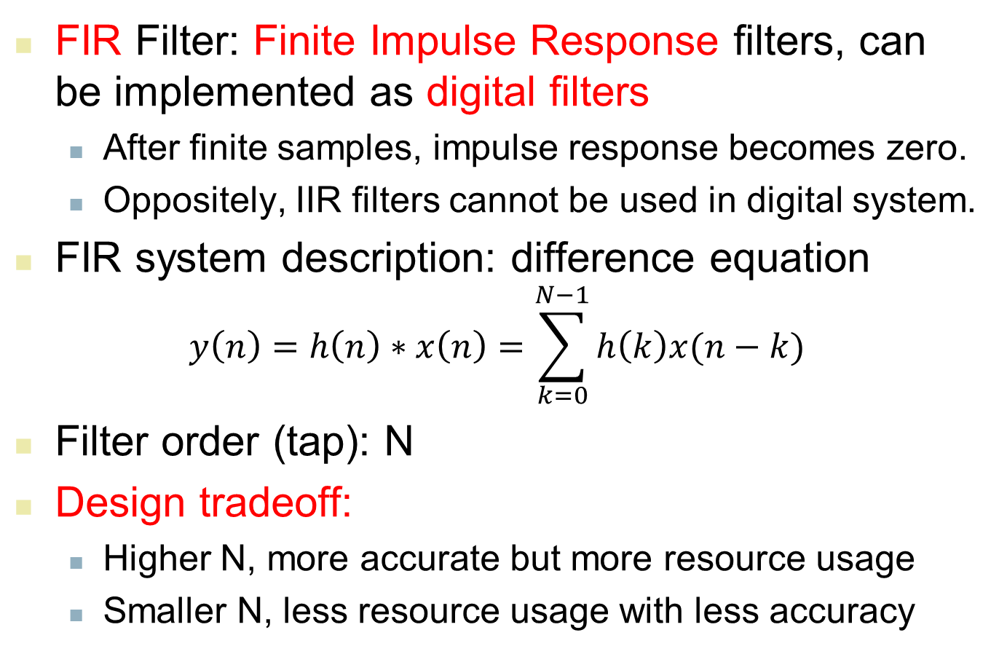 FIR Filter: Finite Impulse Response filters, can
be implemented as digital filters
After finite samples, impulse response becomes zero.
Oppositely, IIR filters cannot be used in digital system.
FIR system description: difference equation
y(n) = h(n) ∗ x(n) = ∑_{k=0}^{N−1} h(k)x(n − k)
Filter order (tap): N
Design tradeoff:
Higher N, more accurate but more resource usage
Smaller N, less resource usage with less accuracy